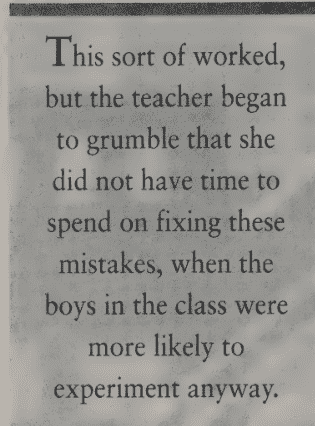 This sort of worked,
but the teacher began
to grumble that she
did not have time to
spend on fixing these
mistakes, when the
boys in the class were
more likely to
experiment anyway.